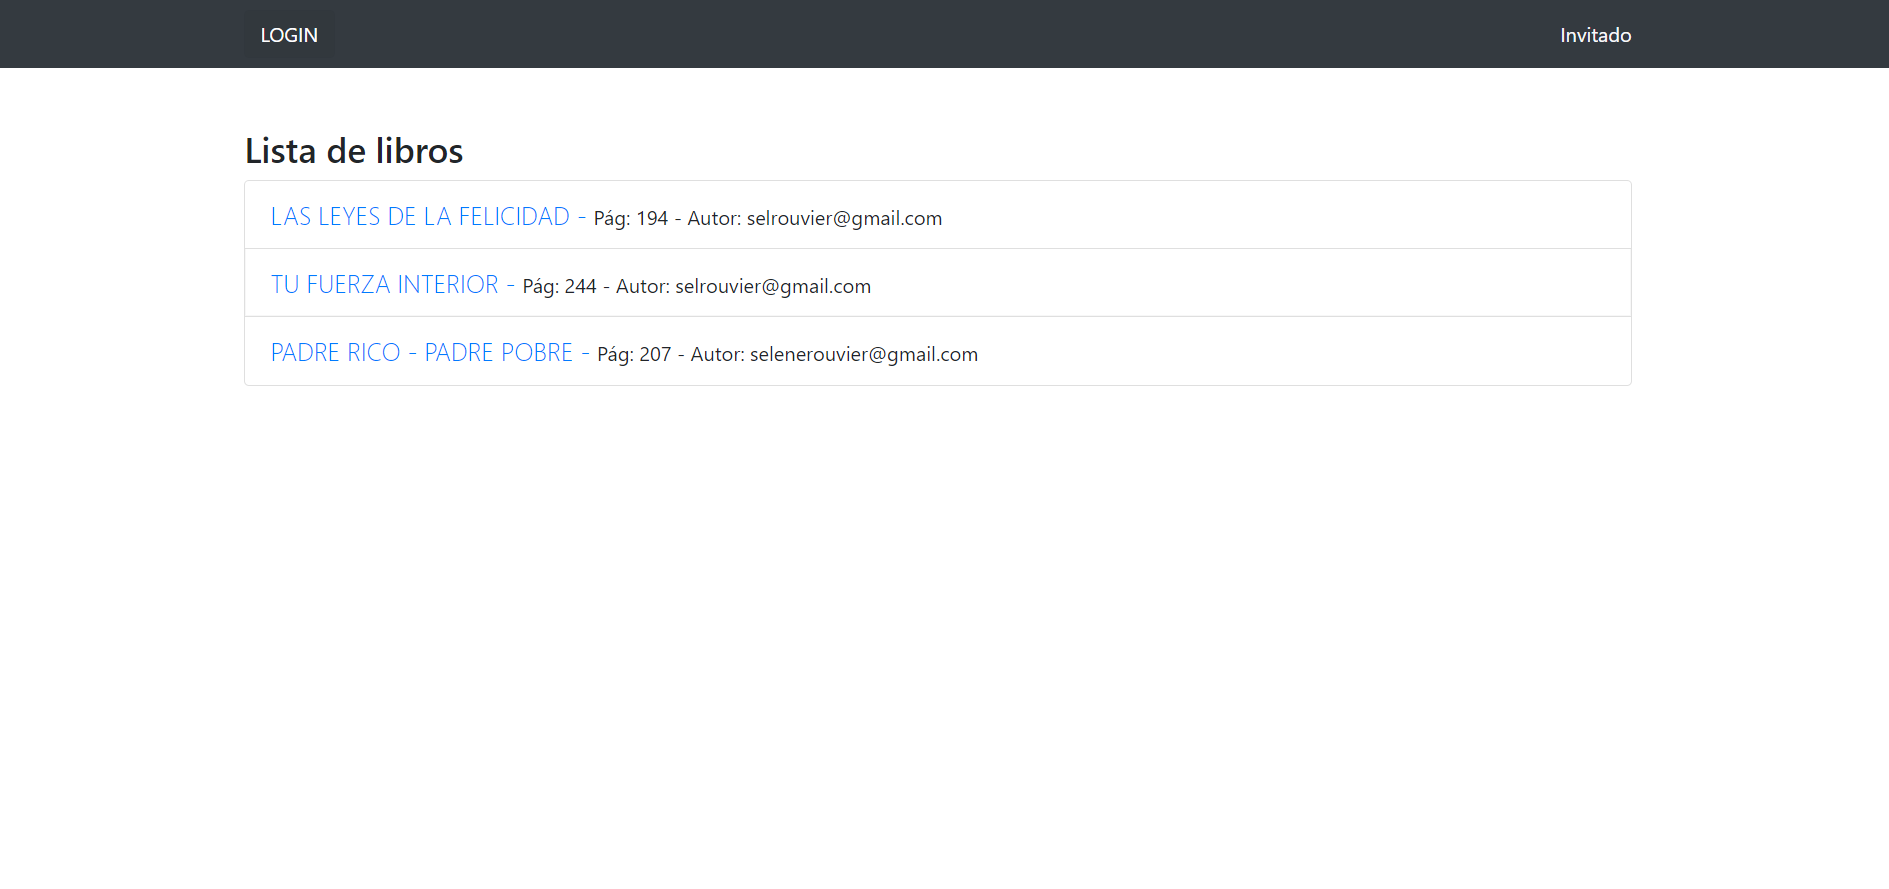 LOGIN Invitado
Lista de libros
LAS LEYES DE LA FELICIDAD - Pág: 194 - Autor: selrouvier@gmail.com
TU FUERZA INTERIOR - Pág: 244 - Autor: selrouvier@gmail.com
PADRE RICO - PADRE POBRE - Pág: 207 - Autor: selenerouvier@gmail.com